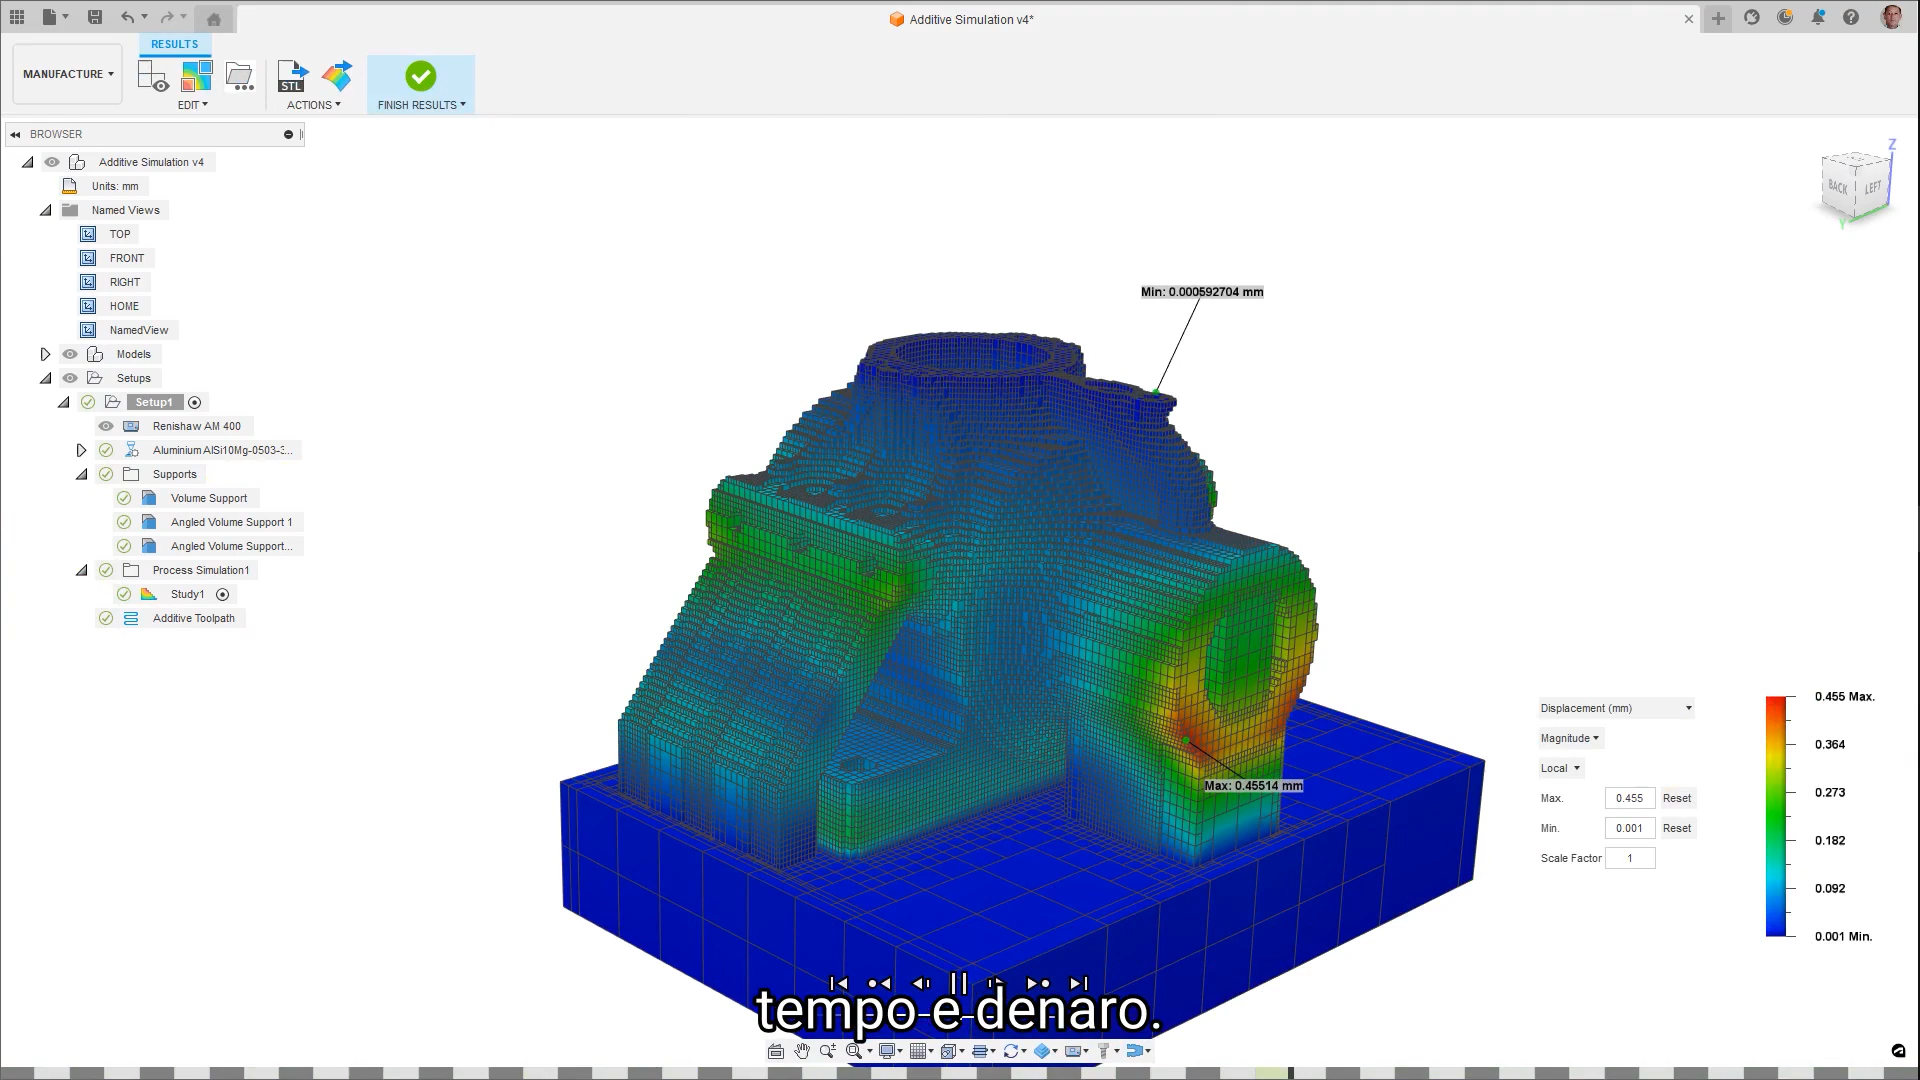 Additive Simulation v4*
RESULTS
MANUFACTURE
STL
EDIT
ACTIONS
FINISH RESULTS
BROWSER
Additive Simulation v4
Units: mm
Named Views
TOP
FRONT
RIGHT
HOME
NamedView
Models
Setups
Setup1
Renishaw AM 400
Aluminium AlSi10Mg-0503-3...
Supports
Volume Support
Angled Volume Support 1
Angled Volume Support...
Process Simulation1
Study1
Additive Toolpath
Z
BACK
LEFT
Y
Min: 0.000592704 mm
Max: 0.45514 mm
Displacement (mm)
Magnitude
Local
Max. 0.455 Reset
Min. 0.001 Reset
Scale Factor 1
0.455 Max.
0.364
0.273
0.182
0.092
0.001 Min.
tempo e denaro.